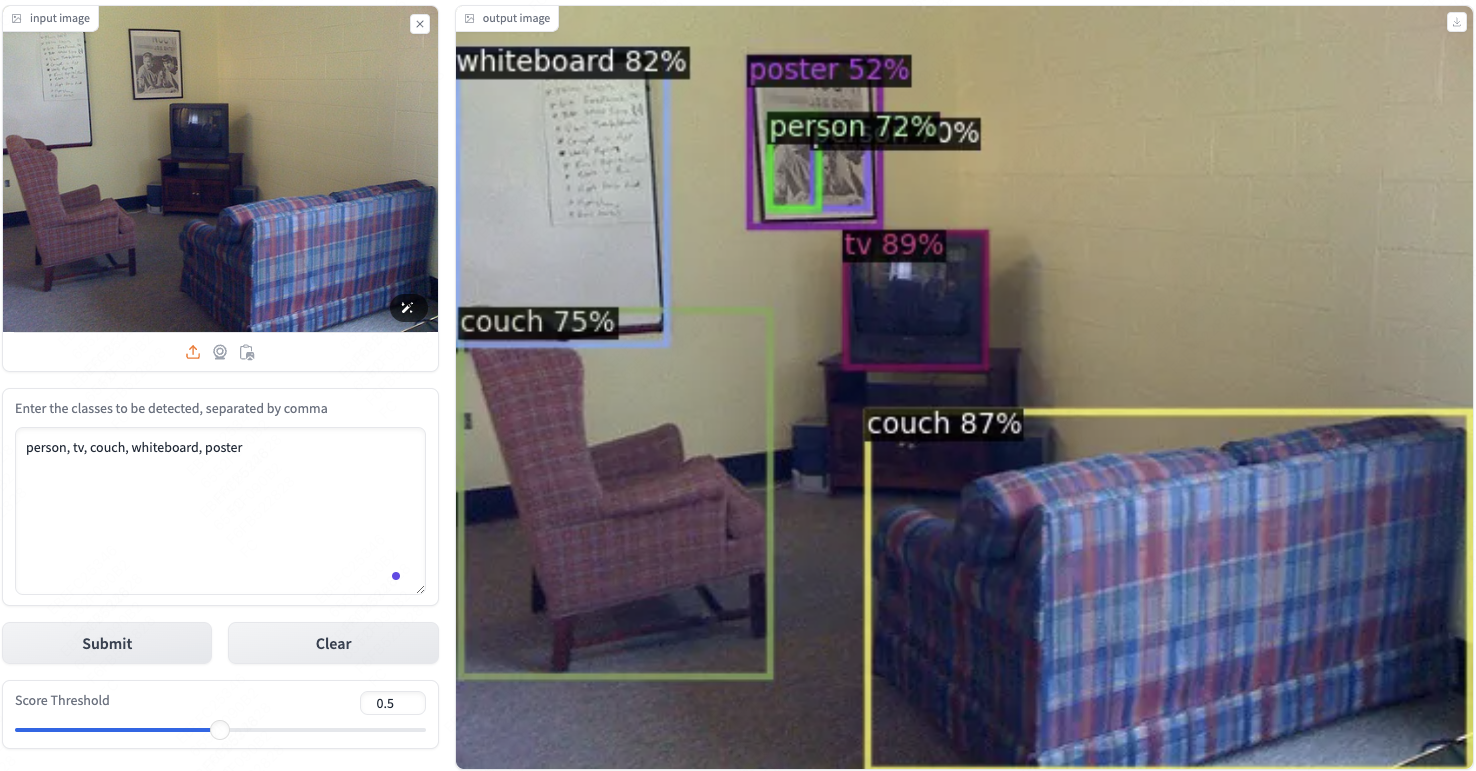 input image
Enter the classes to be detected, separated by comma
person, tv, couch, whiteboard, poster
Submit
Clear
Score Threshold
0.5
output image
whiteboard 82%
poster 52%
person 72%
0%
tv 89%
couch 75%
couch 87%